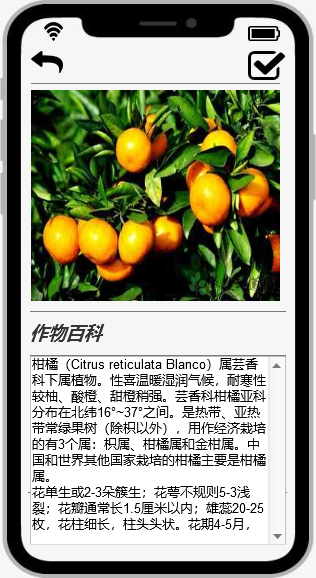 作物百科
柑橘（Citrus reticulata Blanco）属芸香
科下属植物。性喜温暖湿润气候，耐寒性
较柚、酸橙、甜橙稍强。芸香科柑橘亚科
分布在北纬16°~37°之间。是热带、亚热
带常绿果树（除枳以外），用作经济栽培
的有3个属：枳属、柑橘属和金柑属。中
国和世界其他国家栽培的柑橘主要是柑橘
属。
花单生或2-3朵簇生；花萼不规则5-3浅
裂；花瓣通常长1.5厘米以内；雄蕊20-25
枚，花柱细长，柱头头状。花期4-5月，